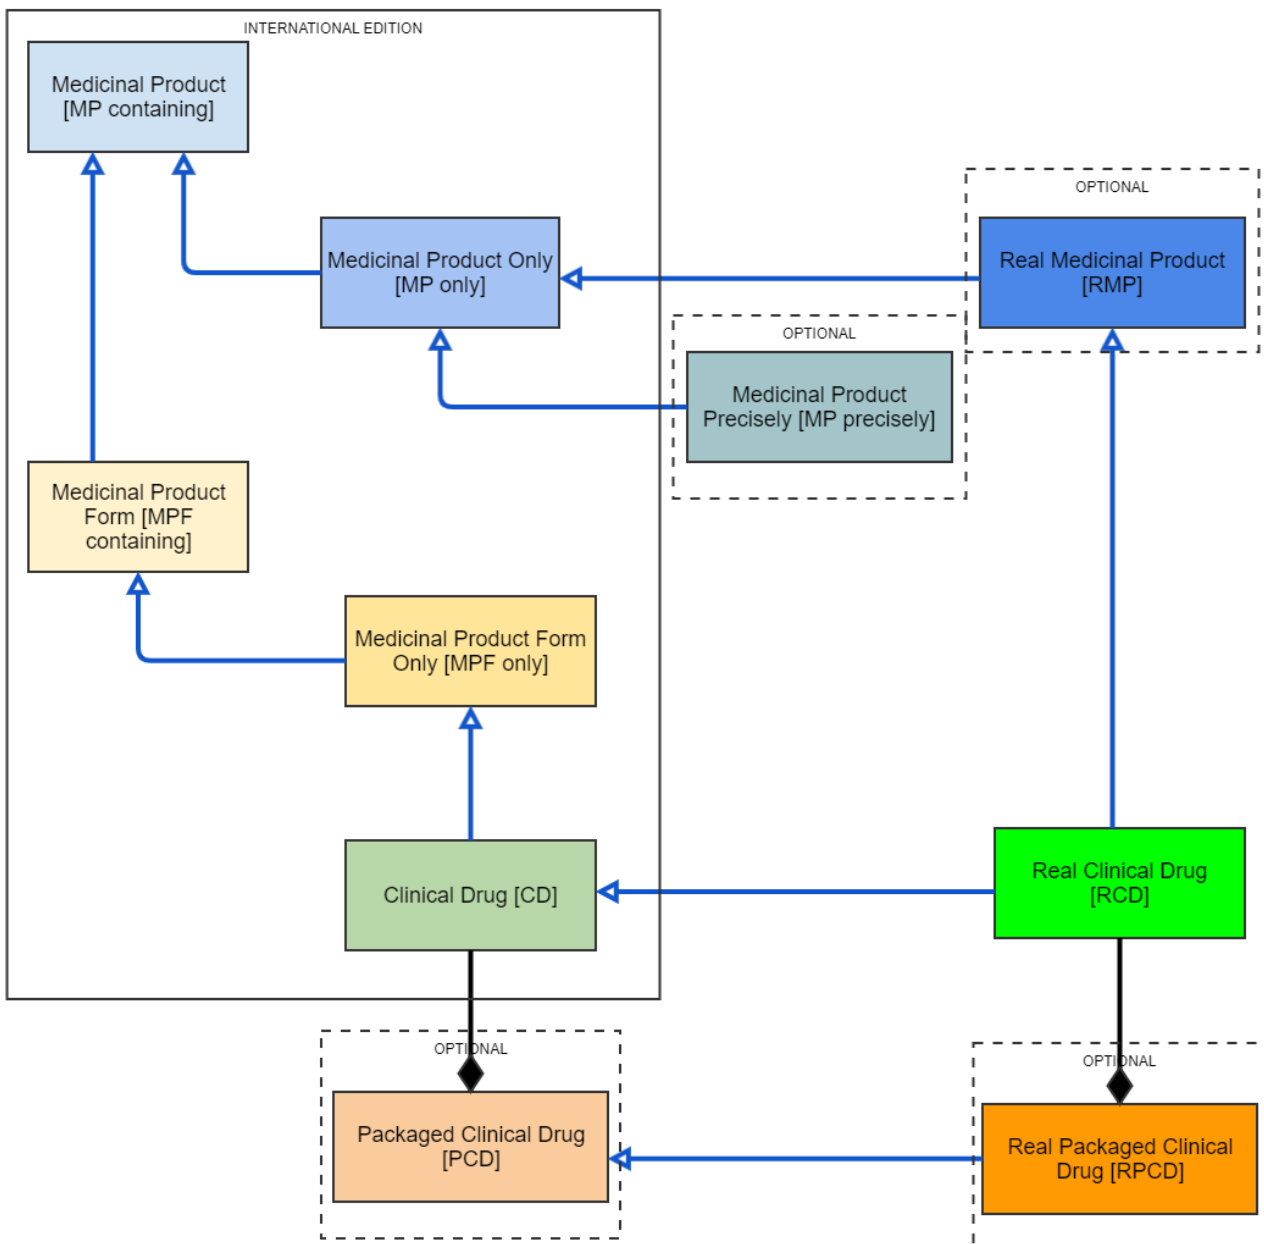 INTERNATIONAL EDITION
Medicinal Product
[MP containing]
OPTIONAL
Medicinal Product Only
[MP only]
Real Medicinal Product
[RMP]
OPTIONAL
Medicinal Product
Precisely [MP precisely]
Medicinal Product
Form [MPF
containing]
Medicinal Product Form
Only [MPF only]
Clinical Drug [CD]
Real Clinical Drug
[RCD]
OPTIONAL
Packaged Clinical Drug
[PCD]
OPTIONAL
Real Packaged Clinical
Drug [RPCD]